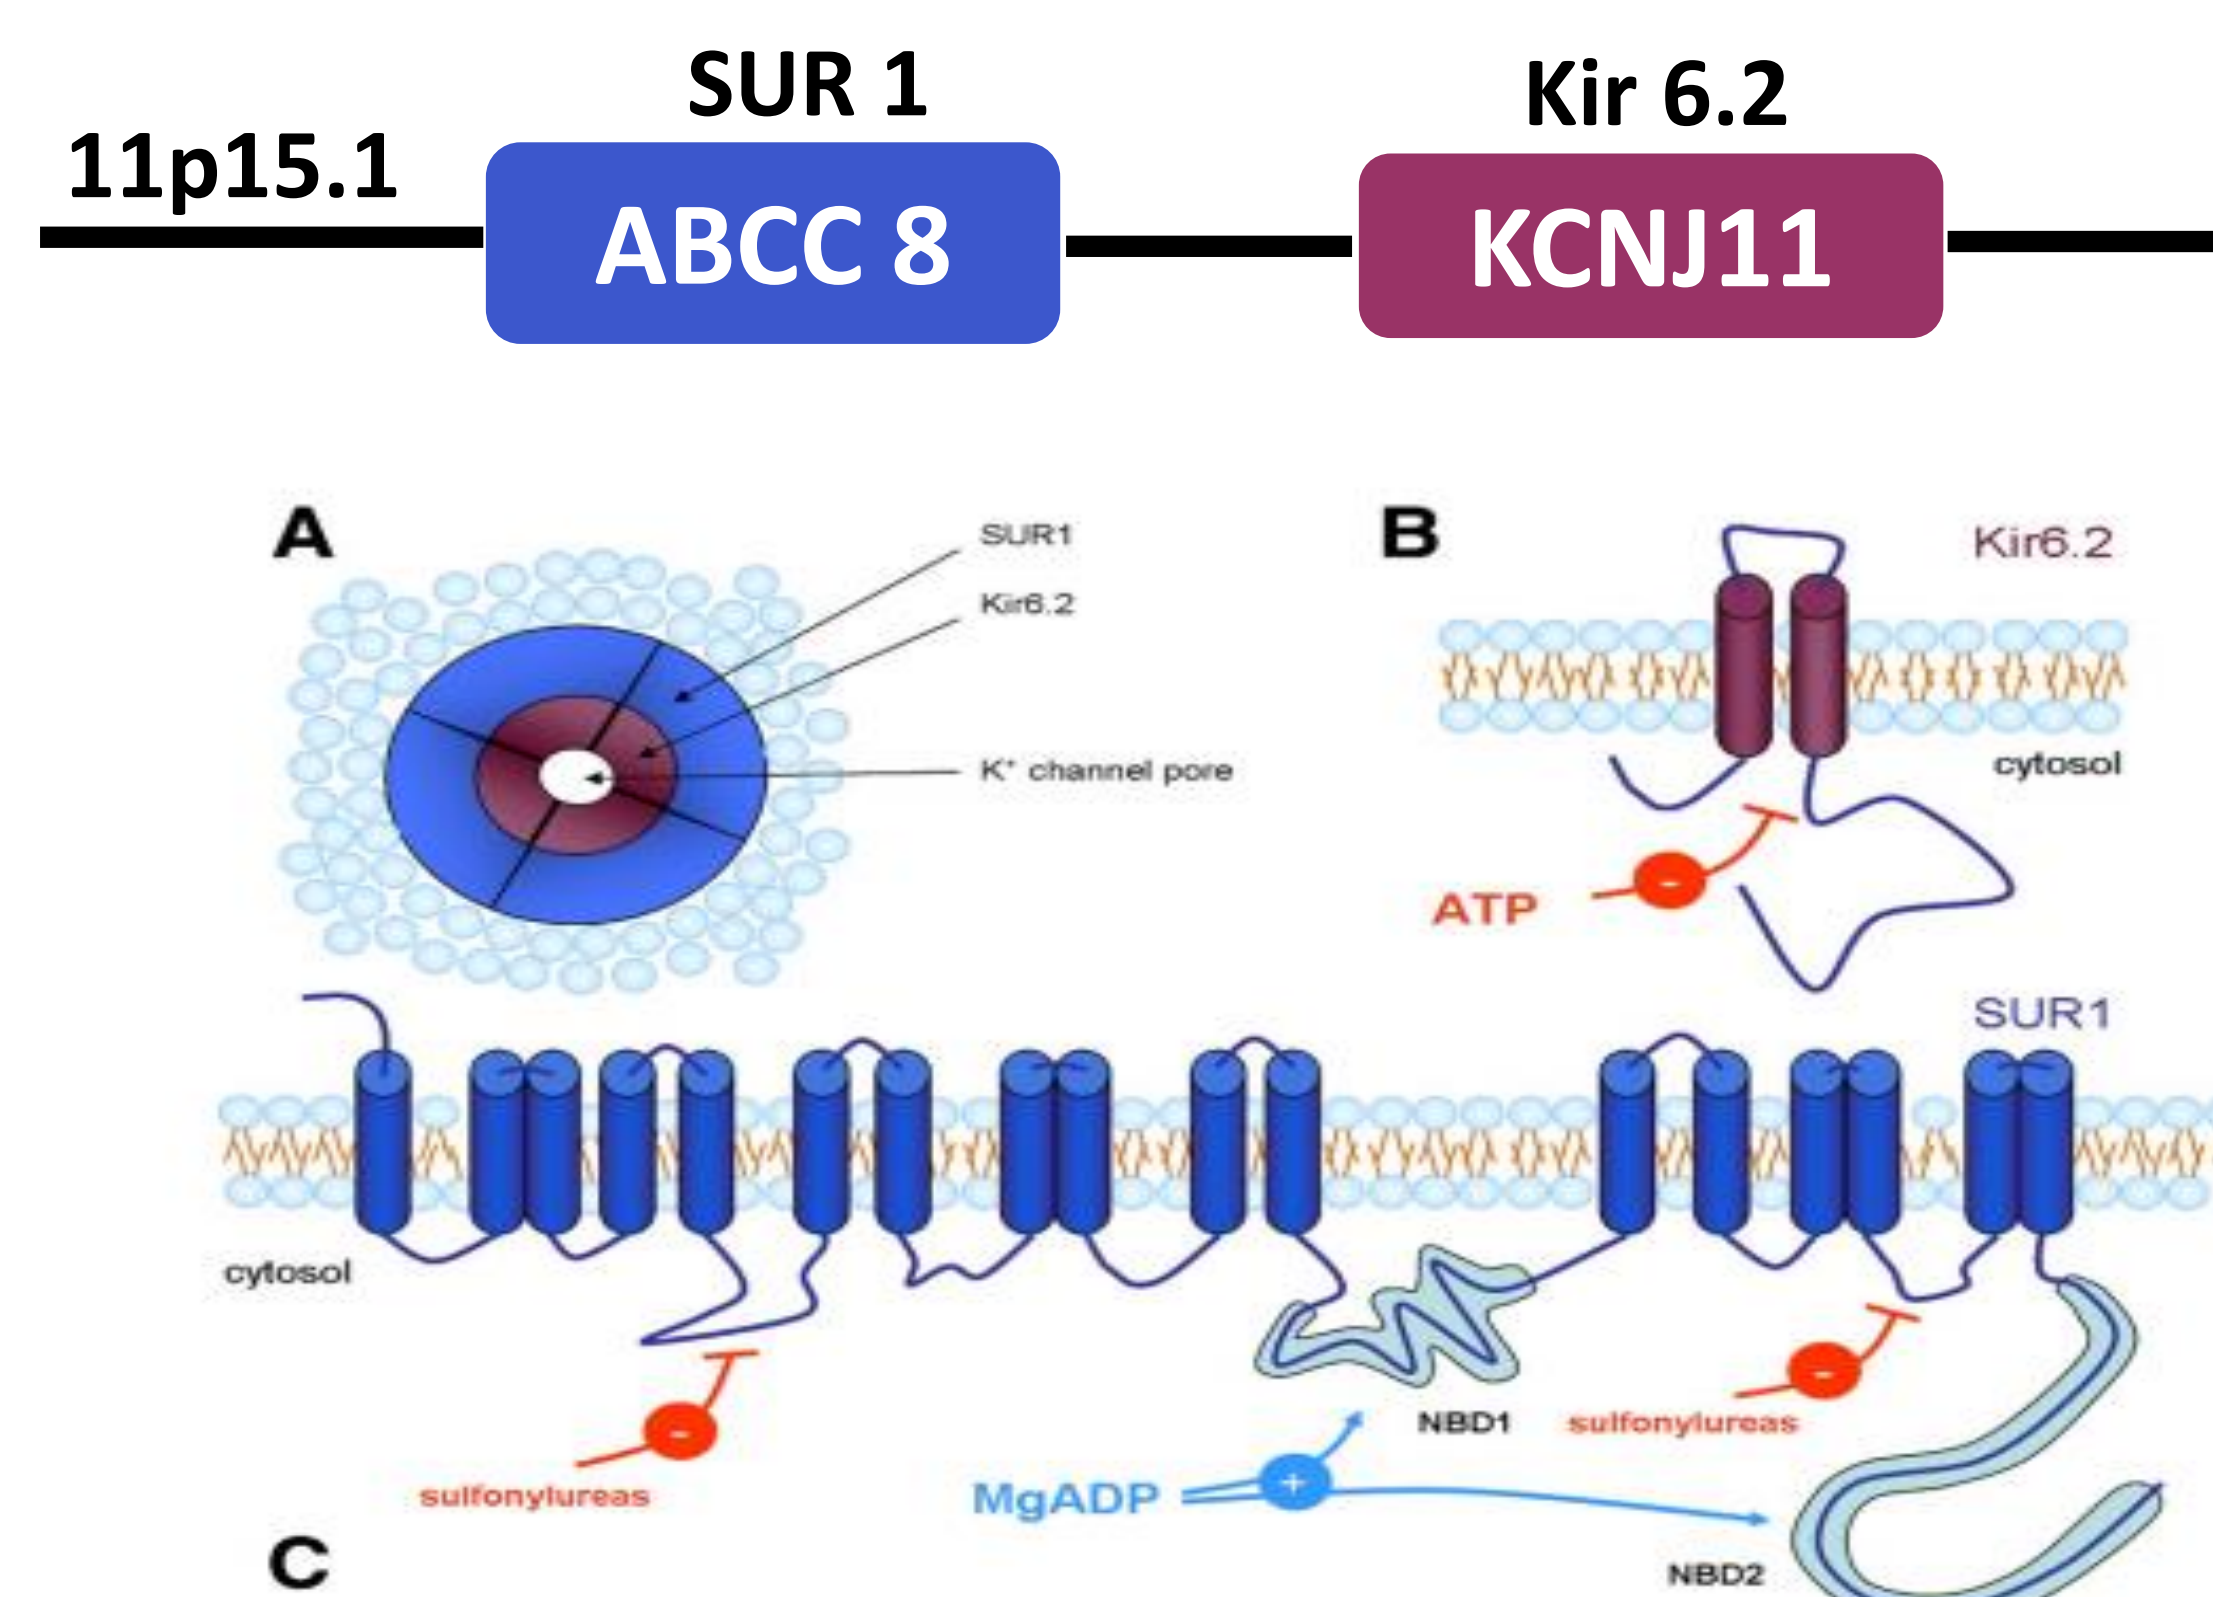 SUR 1
Kir 6.2
11p15.1
ABCC 8
KCNJ11
A
SUR1
Kir6.2
K⁺ channel pore
B
Kir6.2
cytosol
-
ATP
SUR1
cytosol
-
sulfonylureas
NBD1
-
sulfonylureas
MgADP
+
NBD2
C